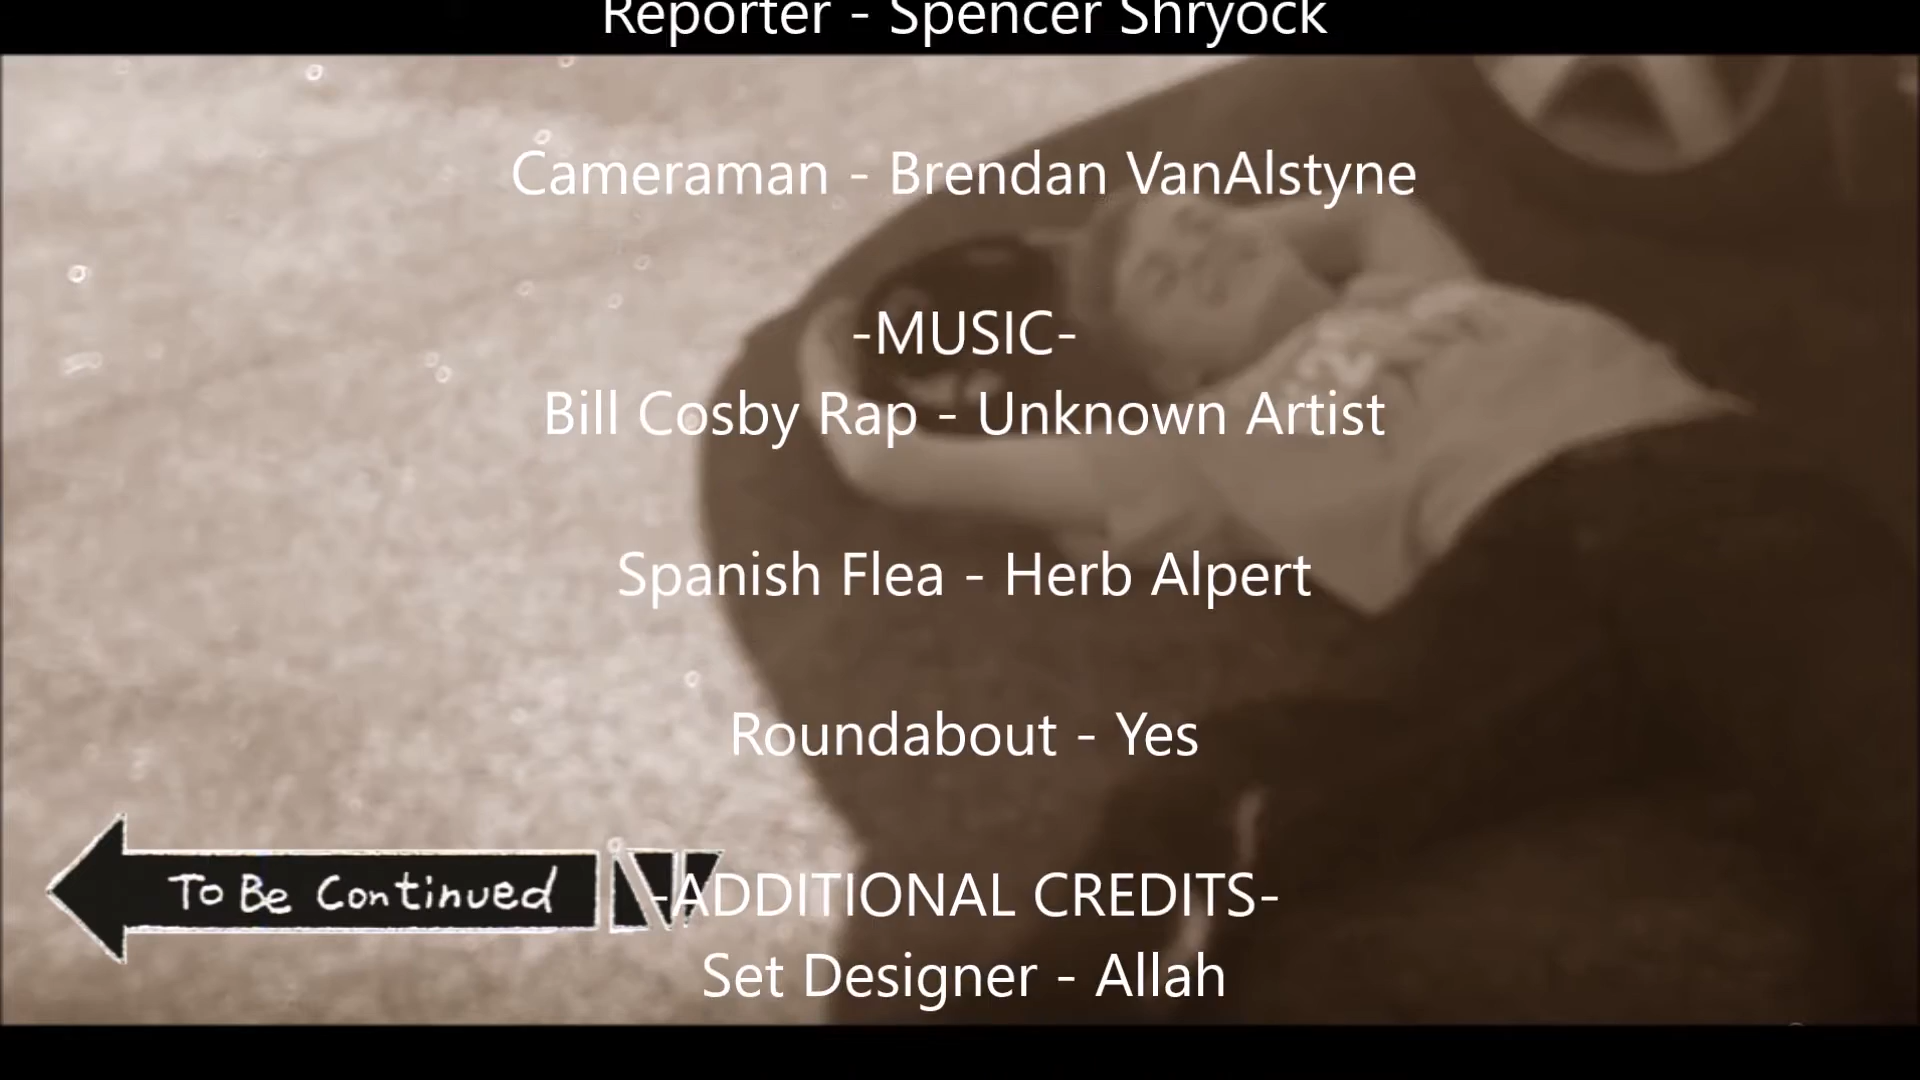 Reporter - Spencer Shryock
Cameraman - Brendan VanAlstyne
-MUSIC-
Bill Cosby Rap - Unknown Artist
Spanish Flea - Herb Alpert
Roundabout - Yes
To Be Continued
-ADDITIONAL CREDITS-
Set Designer - Allah